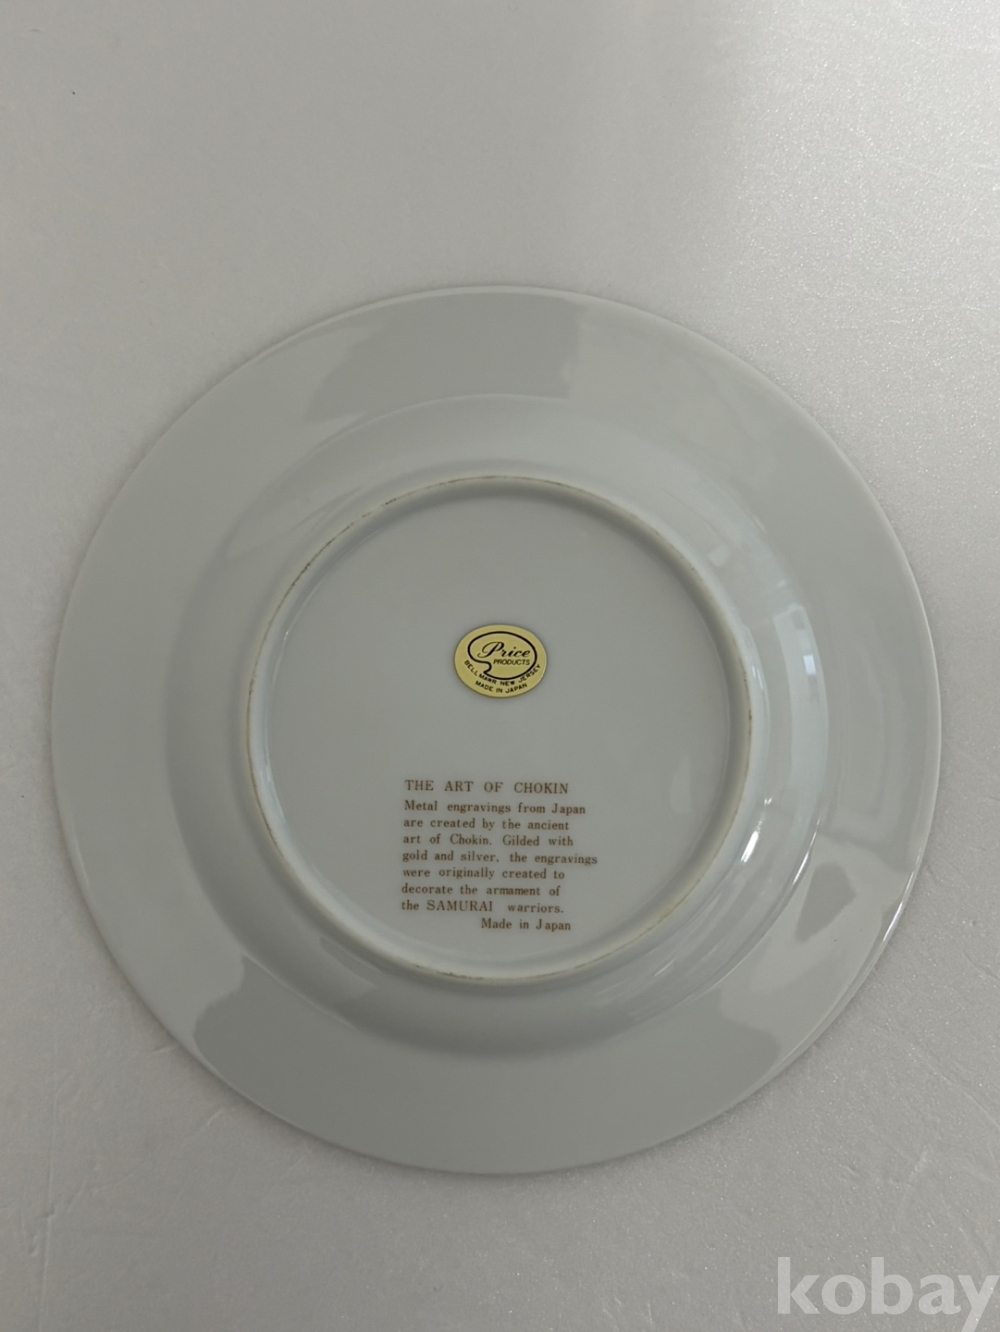 Price
PRODUCTS
BELLMAWR NEW JERSEY
MADE IN JAPAN
THE ART OF CHOKIN
Metal engravings from Japan
are created by the ancient
art of Chokin. Gilded with
gold and silver, the engravings
were originally created to
decorate the armament of
the SAMURAI warriors.
Made in Japan
kobay